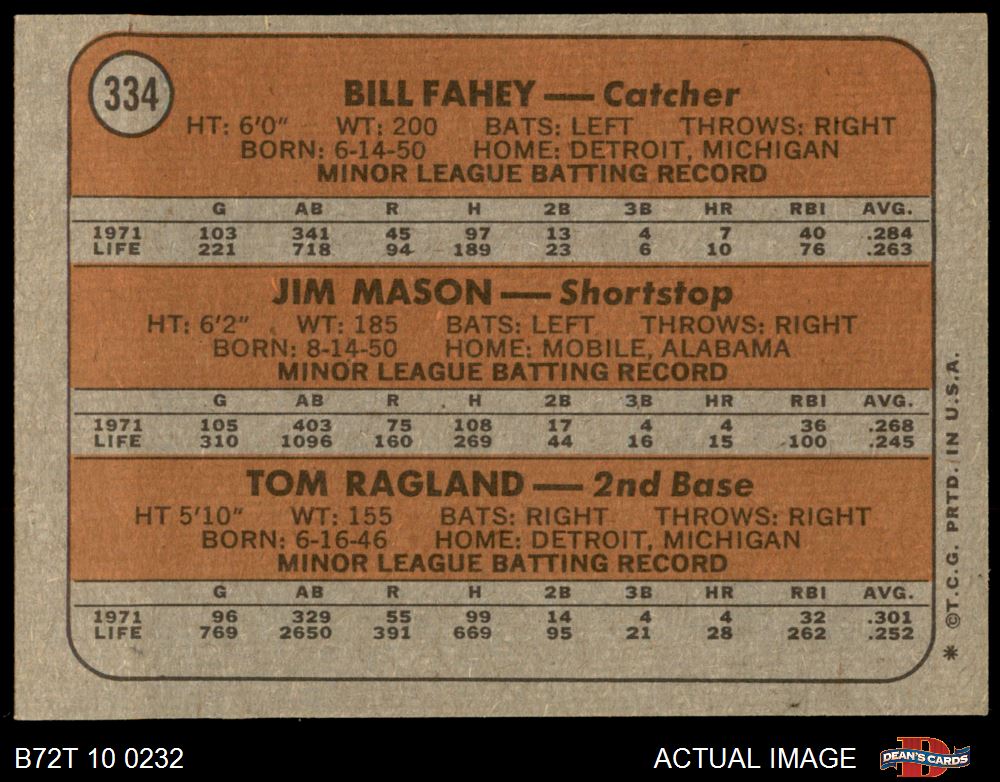 334
BILL FAHEY — Catcher
HT: 6'0" WT: 200 BATS: LEFT THROWS: RIGHT
BORN: 6-14-50 HOME: DETROIT, MICHIGAN
MINOR LEAGUE BATTING RECORD
G AB R H 2B 3B HR RBI AVG.
1971 103 341 45 97 13 4 7 40 .284
LIFE 221 718 94 189 23 6 10 76 .263
JIM MASON — Shortstop
HT: 6'2" WT: 185 BATS: LEFT THROWS: RIGHT
BORN: 8-14-50 HOME: MOBILE, ALABAMA
MINOR LEAGUE BATTING RECORD
G AB R H 2B 3B HR RBI AVG.
1971 105 403 75 108 17 4 4 36 .268
LIFE 310 1096 160 269 44 16 15 100 .245
TOM RAGLAND — 2nd Base
HT 5'10" WT: 155 BATS: RIGHT THROWS: RIGHT
BORN: 6-16-46 HOME: DETROIT, MICHIGAN
MINOR LEAGUE BATTING RECORD
G AB R H 2B 3B HR RBI AVG.
1971 96 329 55 99 14 4 4 32 .301
LIFE 769 2650 391 669 95 21 28 262 .252
* ©T.C.G. PRTD. IN U.S.A.
B72T 10 0232 ACTUAL IMAGE
D
DEAN'S CARDS